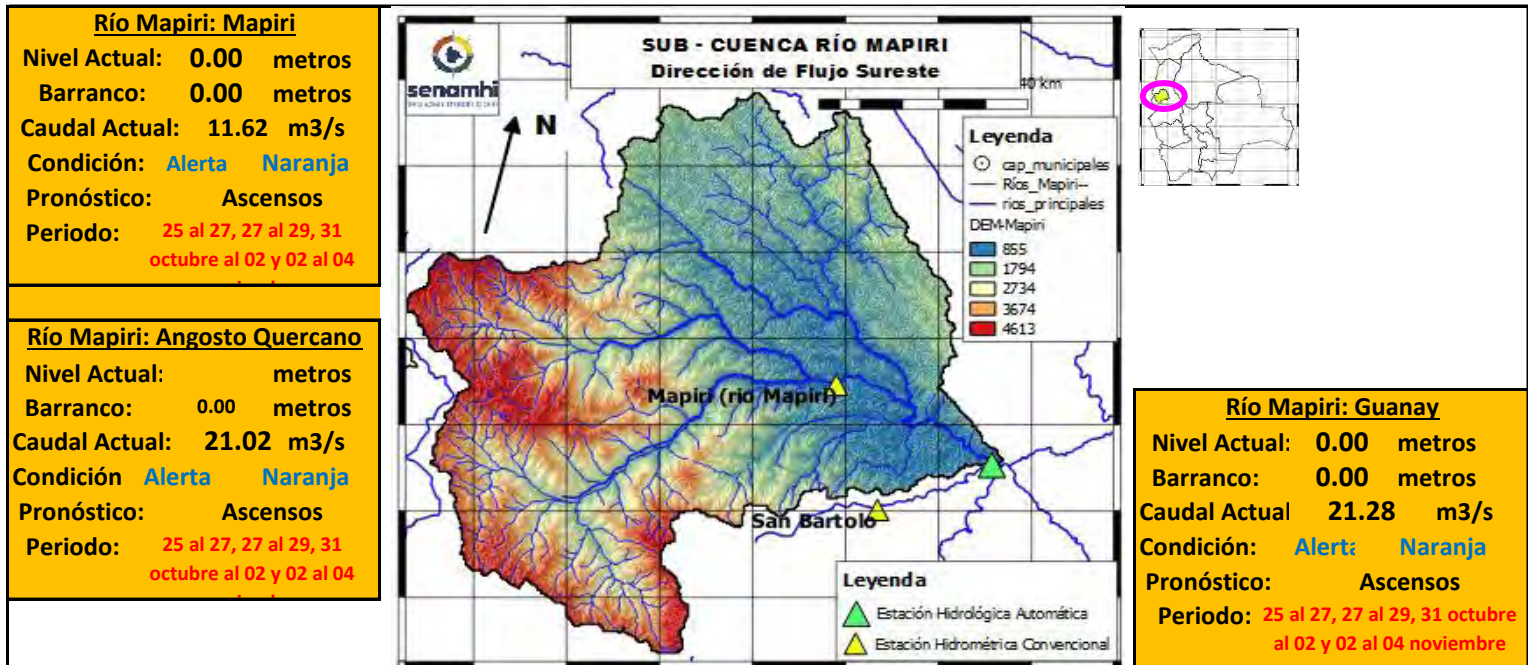 Río Mapiri: Mapiri
Nivel Actual: 0.00 metros
Barranco: 0.00 metros
Caudal Actual: 11.62 m3/s
Condición: Alerta Naranja
Pronóstico: Ascensos
Periodo: 25 al 27, 27 al 29, 31
octubre al 02 y 02 al 04
Río Mapiri: Angosto Quercano
Nivel Actual: metros
Barranco: 0.00 metros
Caudal Actual: 21.02 m3/s
Condición Alerta Naranja
Pronóstico: Ascensos
Periodo: 25 al 27, 27 al 29, 31
octubre al 02 y 02 al 04
senamhi
SUB - CUENCA RÍO MAPIRI
Dirección de Flujo Sureste
40 km
N
Leyenda
cap_municipales
Ríos_Mapiri--
rios_principales
DEM-Mapiri
855
1794
2734
3674
4613
Mapiri (rio Mapiri)
San Bartolo
Leyenda
Estación Hidrológica Automática
Estación Hidrométrica Convencional
Río Mapiri: Guanay
Nivel Actual: 0.00 metros
Barranco: 0.00 metros
Caudal Actual 21.28 m3/s
Condición: Alerta Naranja
Pronóstico: Ascensos
Periodo: 25 al 27, 27 al 29, 31 octubre
al 02 y 02 al 04 noviembre